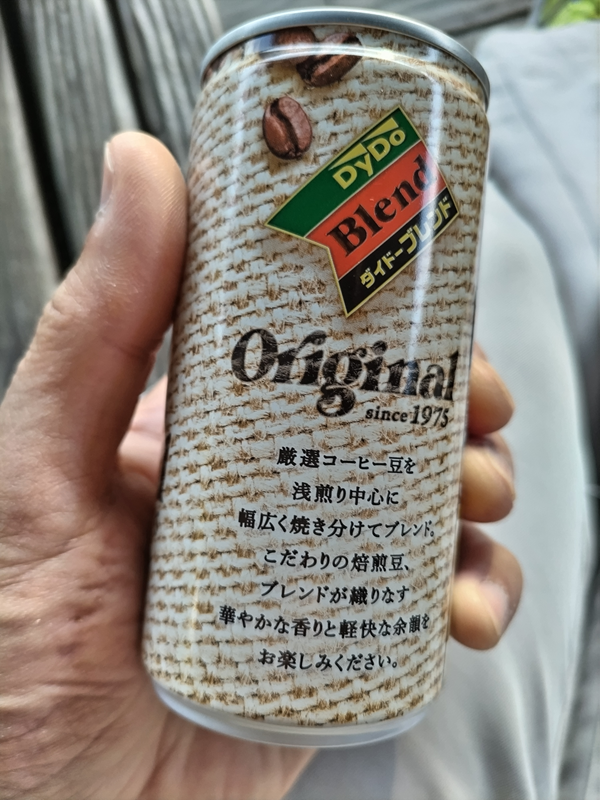 DyDo
Blend
ダイドーブレンド
Original
since 1975
厳選コーヒー豆を
浅煎り中心に
幅広く焼き分けてブレンド。
こだわりの焙煎豆、
ブレンドが織りなす
華やかな香りと軽快な余韻を
お楽しみください。